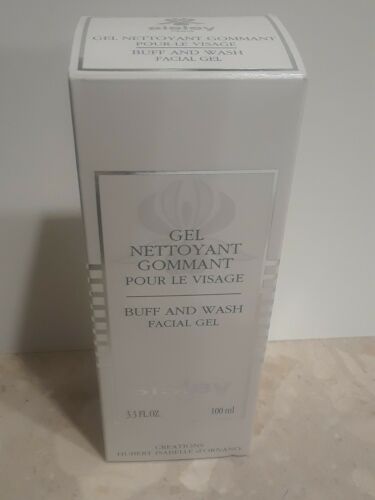 sisley
GEL NETTOYANT GOMMANT
POUR LE VISAGE
BUFF AND WASH
FACIAL GEL
GEL
NETTOYANT
GOMMANT
POUR LE VISAGE
BUFF AND WASH
FACIAL GEL
sisley
3.3 FL.OZ. 100 ml
CREATIONS
HUBERT ISABELLE d'ORNANO